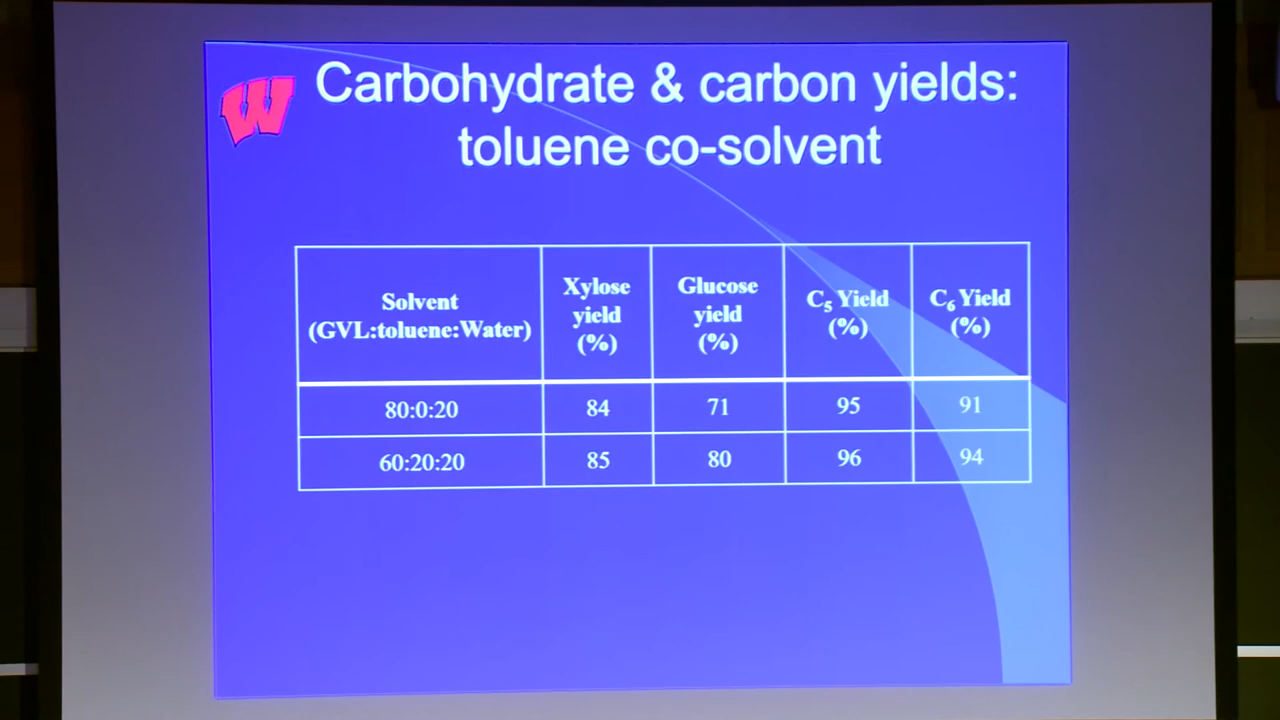 W
Carbohydrate & carbon yields:
toluene co-solvent
Solvent
(GVL:toluene:Water)
Xylose
yield
(%)
Glucose
yield
(%)
C₅ Yield
(%)
C₆ Yield
(%)
80:0:20 84 71 95 91
60:20:20 85 80 96 94